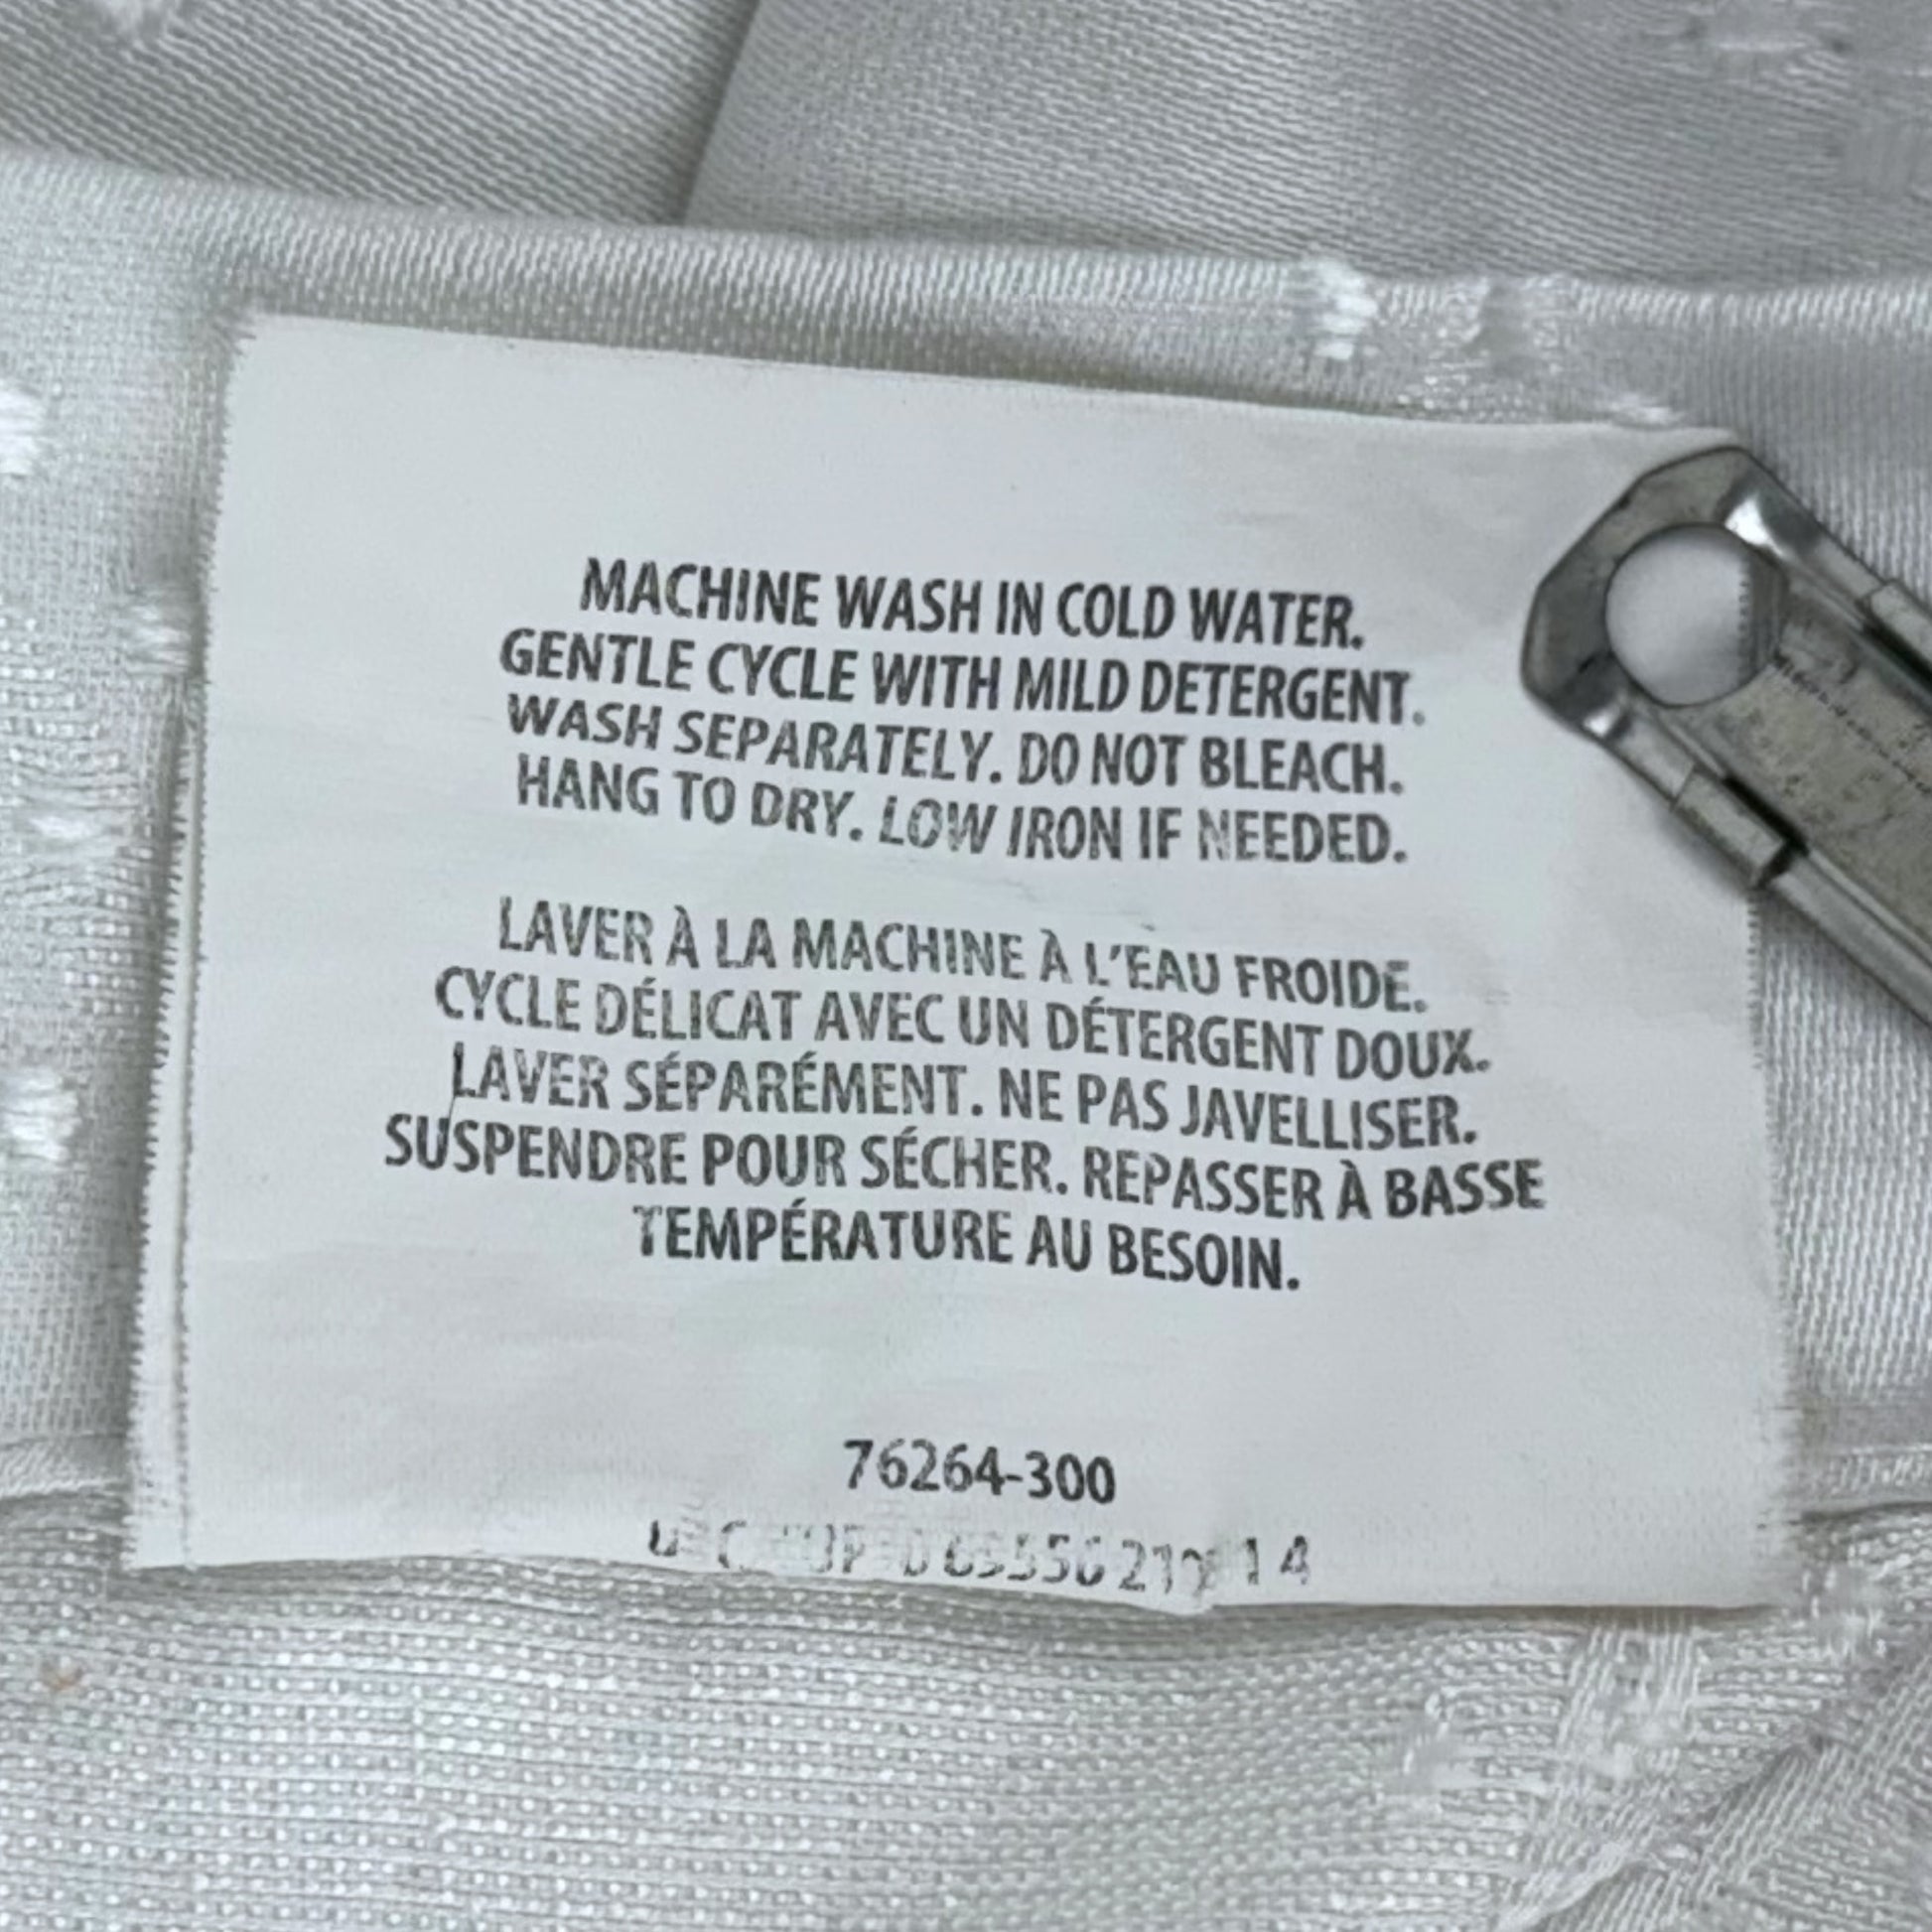 MACHINE WASH IN COLD WATER.
GENTLE CYCLE WITH MILD DETERGENT.
WASH SEPARATELY. DO NOT BLEACH.
HANG TO DRY. LOW IRON IF NEEDED.
LAVER À LA MACHINE À L'EAU FROIDE.
CYCLE DÉLICAT AVEC UN DÉTERGENT DOUX.
LAVER SÉPARÉMENT. NE PAS JAVELLISER.
SUSPENDRE POUR SÉCHER. REPASSER À BASSE
TEMPÉRATURE AU BESOIN.
76264-300